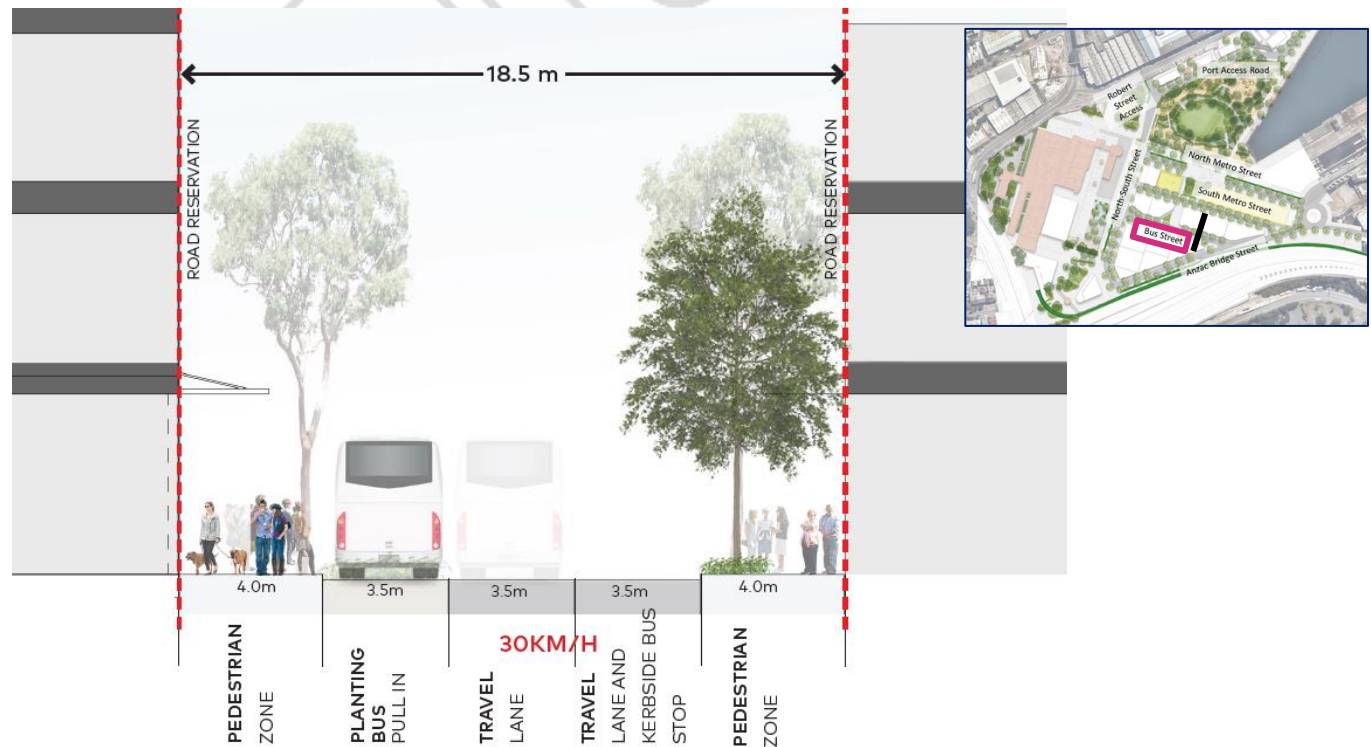 18.5 m
ROAD RESERVATION
ROAD RESERVATION
4.0m
3.5m
3.5m
3.5m
4.0m
30KM/H
PEDESTRIAN
ZONE
PLANTING
BUS
PULL IN
TRAVEL
LANE
TRAVEL
LANE AND
KERBSIDE BUS
STOP
PEDESTRIAN
ZONE
Port Access Road
Robert
Street
Access
North-South Street
North Metro Street
South Metro Street
Bus Street
Anzac Bridge Street